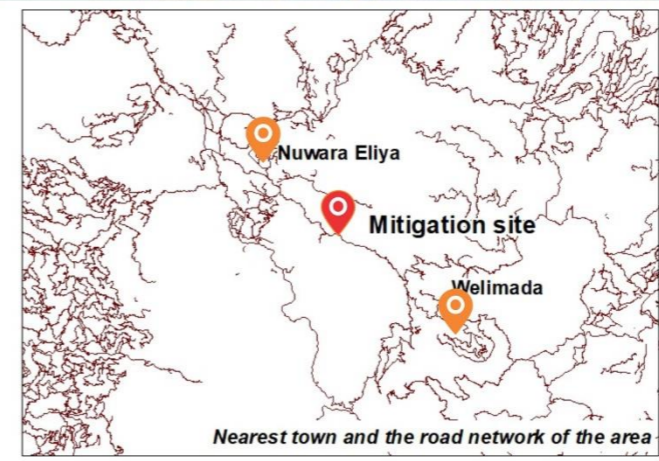 Nuwara Eliya
Mitigation site
Welimada
Nearest town and the road network of the area